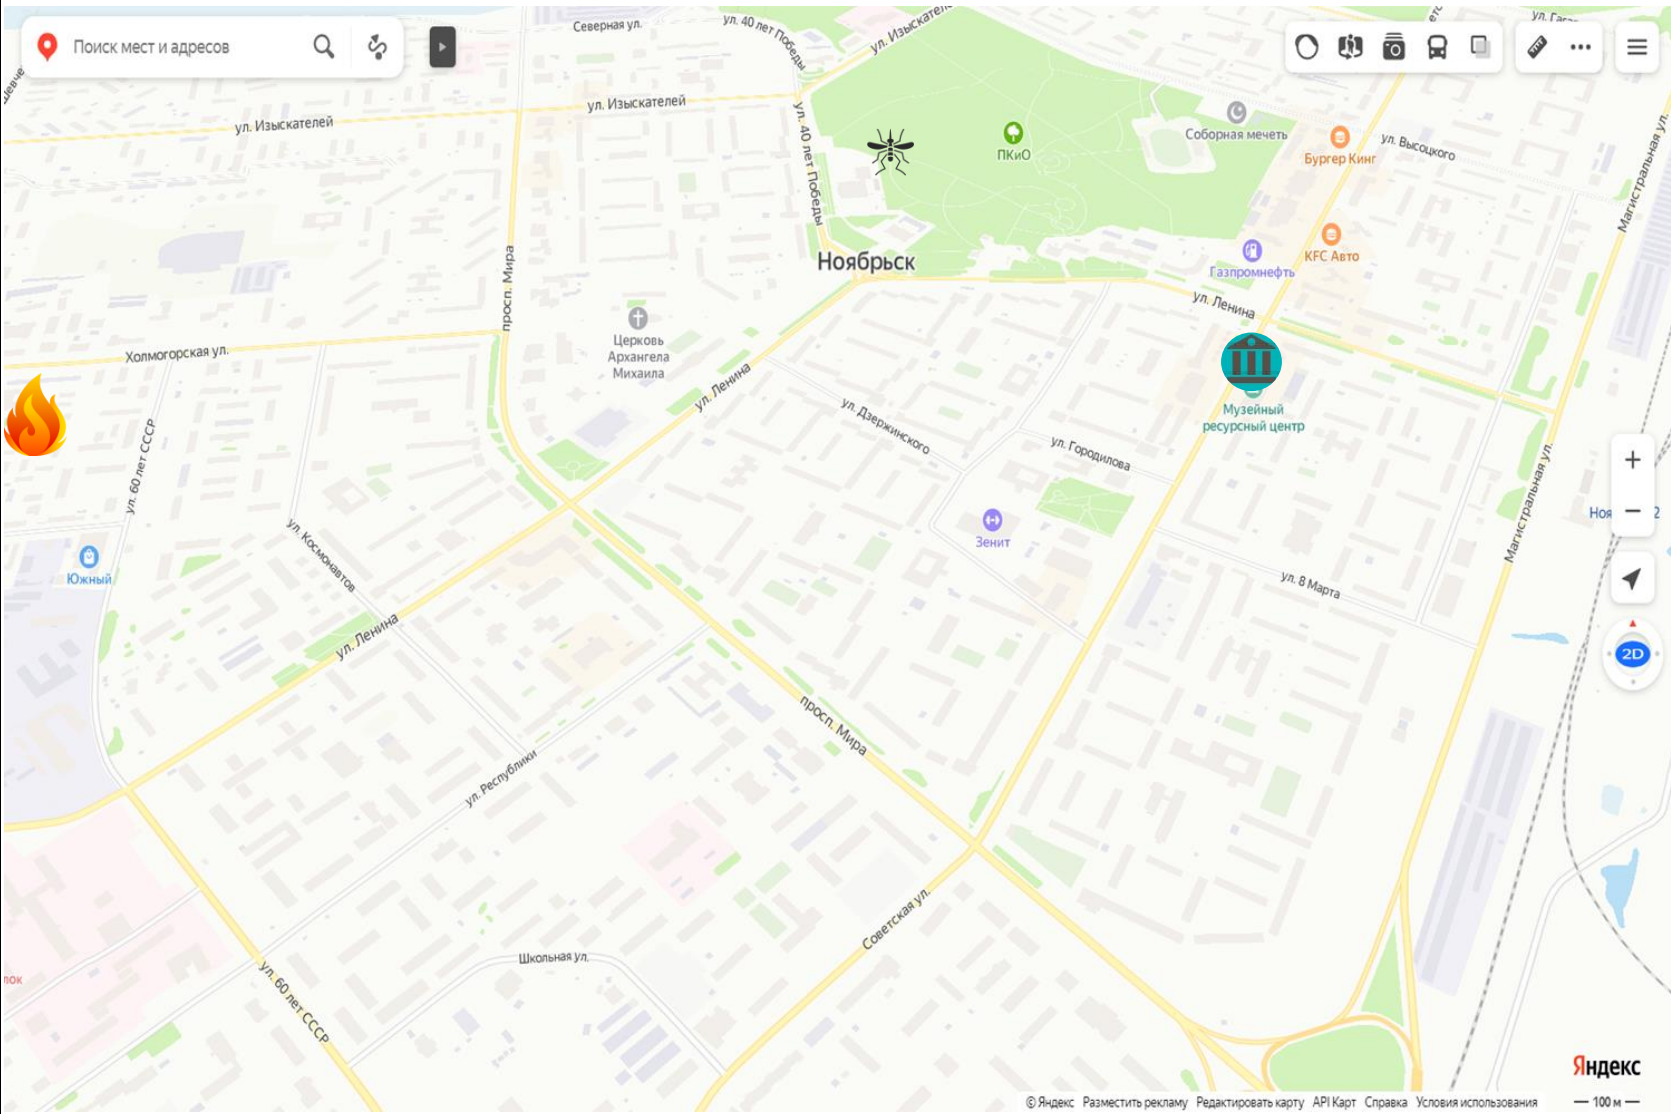 Поиск мест и адресов
Северная ул.
ул. 40 лет Победы
ул. Изыскателей
ул. Изыскателей
ул. Изыскателей
ул. 40 лет Победы
ПКиО
Соборная мечеть
Бургер Кинг
ул. Высоцкого
Магистральная ул.
KFC Авто
Газпромнефть
Ноябрьск
просп. Мира
ул. Ленина
Церковь
Архангела
Михаила
Холмогорская ул.
ул. Ленина
ул. Дзержинского
Музейный
ресурсный центр
ул. Городилова
ул. 60 лет СССР
Магистральная ул.
Зенит
ул. Космонавтов
Южный
ул. 8 Марта
ул. Ленина
2D
просп. Мира
ул. Республики
Советская ул.
Школьная ул.
ул. 60 лет СССР
Яндекс
© Яндекс Разместить рекламу Редактировать карту API Карт Справка Условия использования
100 м